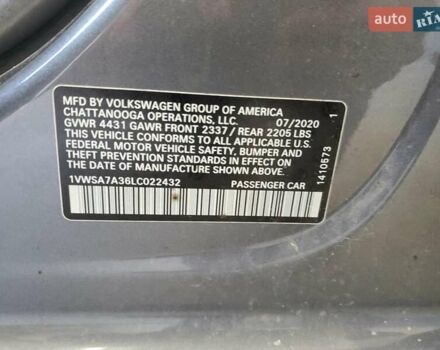 auto RIA
MFD BY VOLKSWAGEN GROUP OF AMERICA
CHATTANOOGA OPERATIONS, LLC. 07/2020
GVWR 4431 GAWR FRONT 2337 / REAR 2205 LBS
THIS VEHICLE CONFORMS TO ALL APPLICABLE U.S.
FEDERAL MOTOR VEHICLE SAFETY, BUMPER AND
THEFT PREVENTION STANDARDS IN EFFECT ON
THE DATE OF MANUFACTURE SHOWN ABOVE.
1VWSA7A36LC022432 PASSENGER CAR
1410573 1